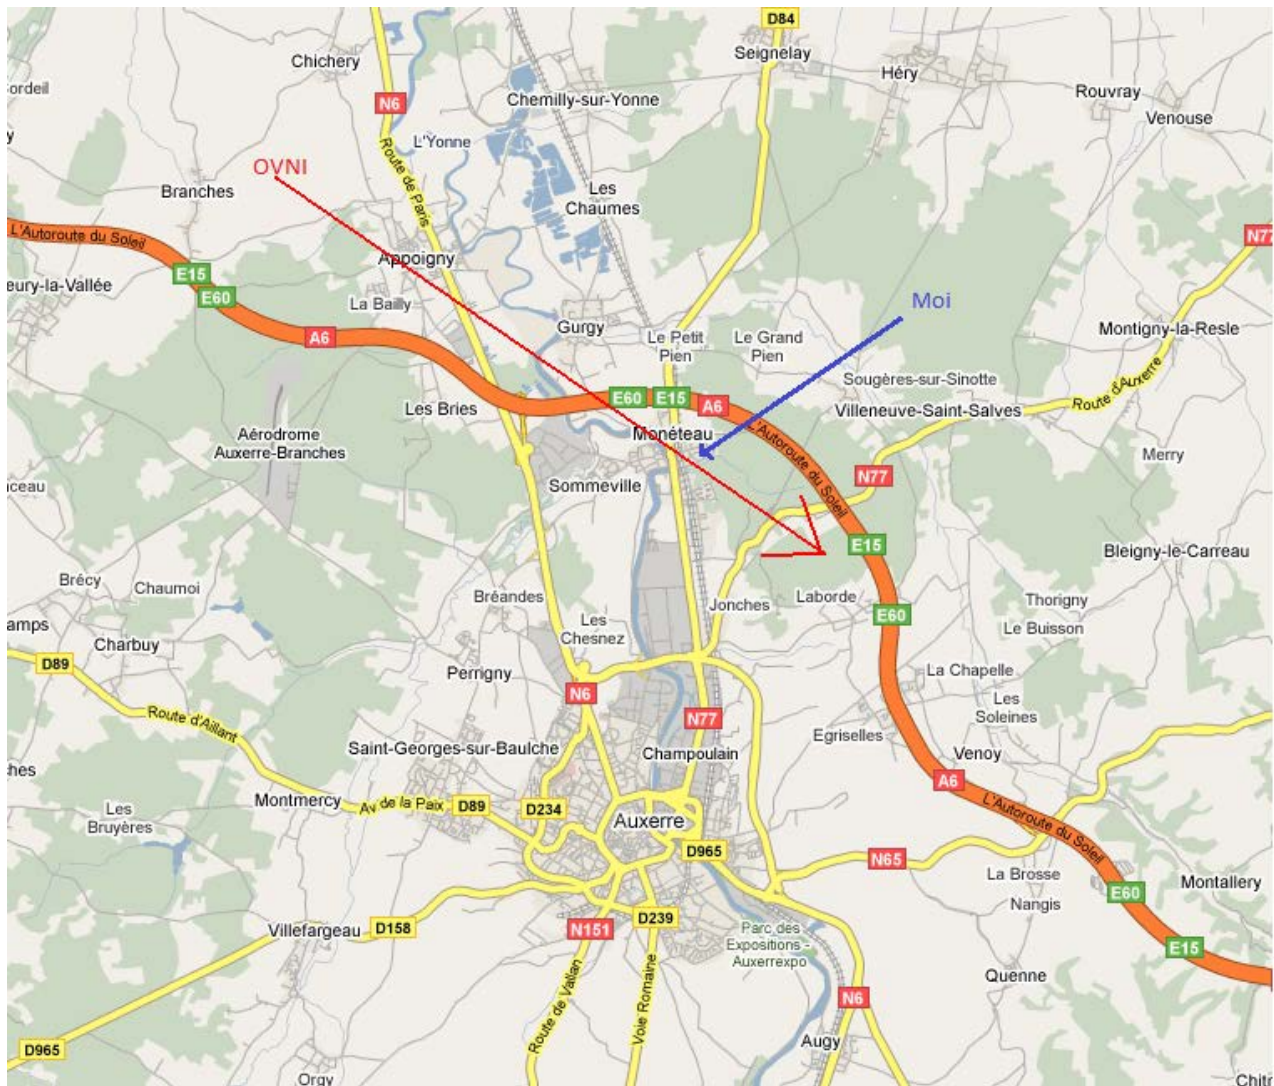 D84
Seignelay
Chichery
Héry
ordeil
N6
Chemilly-sur-Yonne
Rouvray
Venouse
L'Yonne
Route de Paris
OVNI
Branches
Les
Chaumes
L'Autoroute du Soleil
N77
Appoigny
E15
E60
eury-la-Vallée
La Bailly
Moi
Gurgy
Le Petit
Pien
Le Grand
Pien
Montigny-la-Resle
A6
Sougères-sur-Sinotte
Route d'Auxerre
E60
E15
A6
Les Bries
Villeneuve-Saint-Salves
Aérodrome
Auxerre-Branches
Monéteau
L'Autoroute du Soleil
Merry
N77
ceau
Sommeville
E15
Bleigny-le-Carreau
Brécy
Chaumoi
Bréandes
Jonches
Laborde
Thorigny
E60
amps
Les
Chesnez
Le Buisson
Charbuy
D89
Perrigny
La Chapelle
N6
Les
Soleines
Route d'Aillant
N77
Egriselles
Saint-Georges-sur-Baulche
Champoulain
Venoy
ches
A6
Montmercy
Av de la Paix
D89
D234
L'Autoroute du Soleil
Les
Bruyères
Auxerre
D965
N65
La Brosse
Montallery
E60
Nangis
Villefargeau
D158
N151
D239
Parc des
Expositions -
Auxerrexpo
E15
Quenne
Route de Vallan
Voie Romaine
N6
D965
Augy
Orgy
Chit